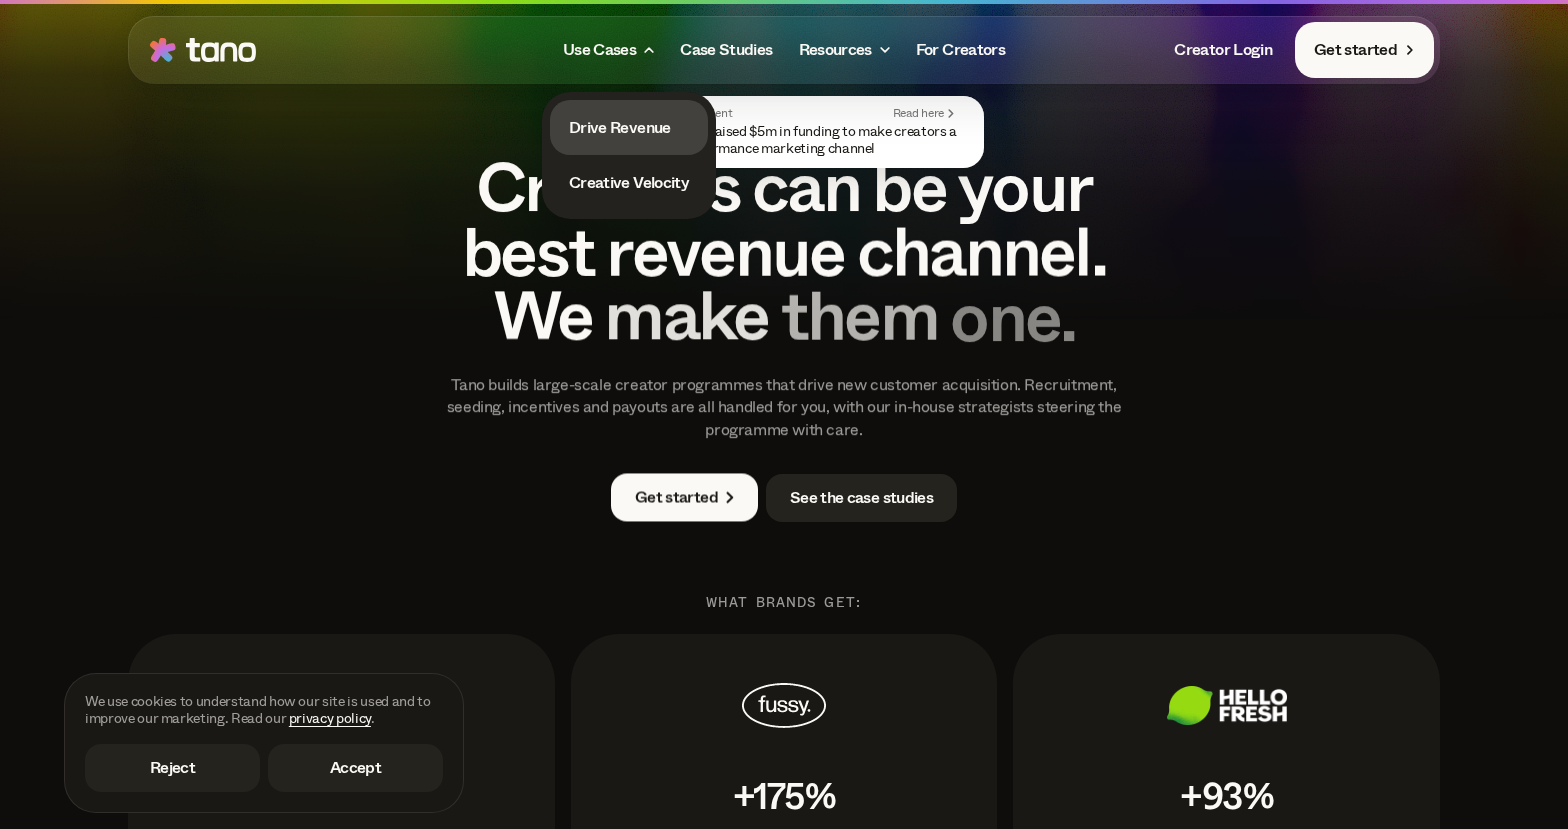 tano
Use Cases
Case Studies
Resources
For Creators
Creator Login
Get started
Drive Revenue
Creative Velocity
Read here
$5m in funding to make creators a
marketing channel
can be your
best revenue channel.
We make them one.
Tano builds large-scale creator programmes that drive new customer acquisition. Recruitment,
seeding, incentives and payouts are all handled for you, with our in-house strategists steering the
programme with care.
Get started
See the case studies
WHAT BRANDS GET:
fussy.
HELLO
FRESH
We use cookies to understand how our site is used and to
improve our marketing. Read our privacy policy.
Reject
Accept
+175%
+93%